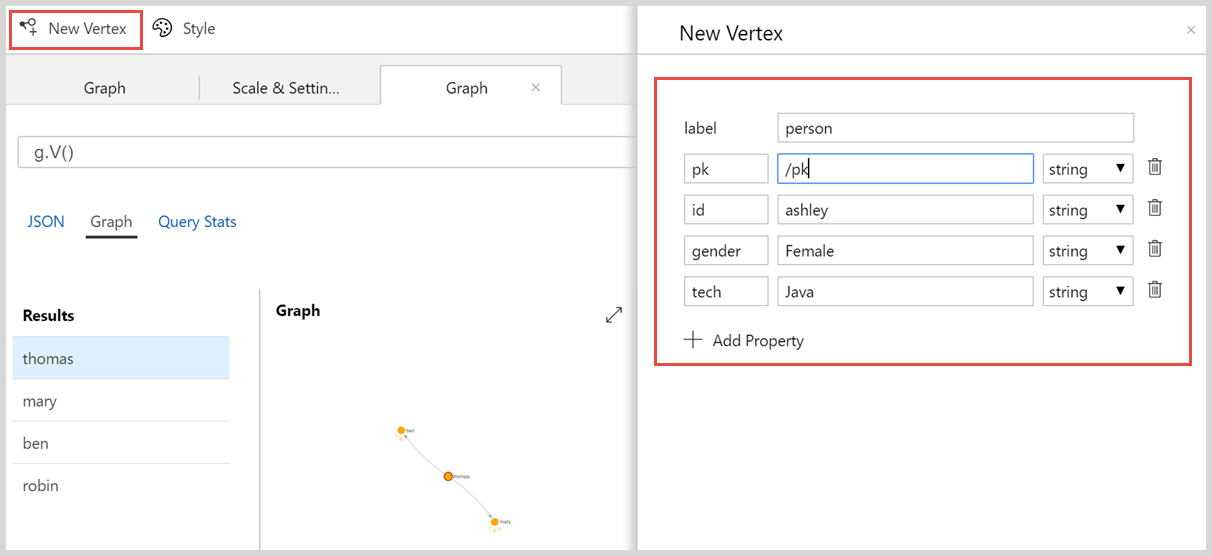 New Vertex Style
Graph Scale & Settin... Graph ×
g.V()
JSON Graph Query Stats
Results
thomas
mary
ben
robin
Graph
ben
thomas
mary
New Vertex ×
label person
pk /pk string
id ashley string
gender Female string
tech Java string
Add Property